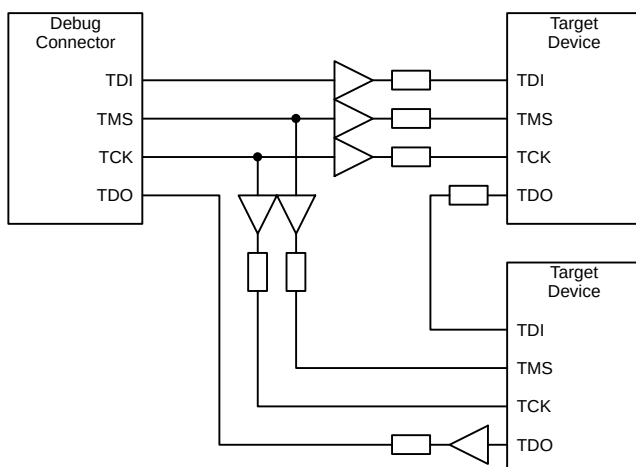 Debug
Connector
TDI
TMS
TCK
TDO
Target
Device
TDI
TMS
TCK
TDO
Target
Device
TDI
TMS
TCK
TDO